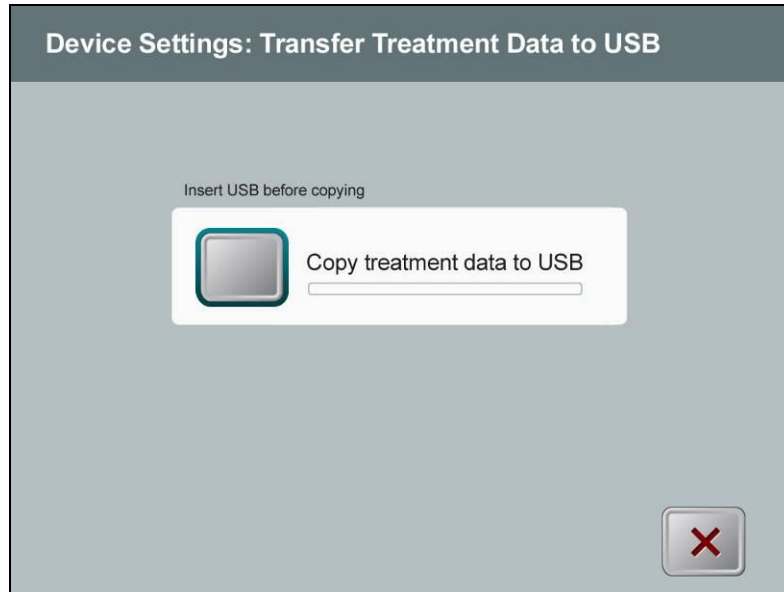 Device Settings: Transfer Treatment Data to USB
Insert USB before copying
Copy treatment data to USB